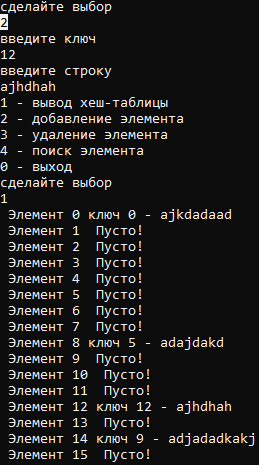 сделайте выбор
2
введите ключ
12
введите строку
ajhdhah
1 - вывод хеш-таблицы
2 - добавление элемента
3 - удаление элемента
4 - поиск элемента
0 - выход
сделайте выбор
1
Элемент 0 ключ 0 - ajkdadaad
Элемент 1  Пусто!
Элемент 2  Пусто!
Элемент 3  Пусто!
Элемент 4  Пусто!
Элемент 5  Пусто!
Элемент 6  Пусто!
Элемент 7  Пусто!
Элемент 8 ключ 5 - adajdakd
Элемент 9  Пусто!
Элемент 10  Пусто!
Элемент 11  Пусто!
Элемент 12 ключ 12 - ajhdhah
Элемент 13  Пусто!
Элемент 14 ключ 9 - adjadadkakj
Элемент 15  Пусто!